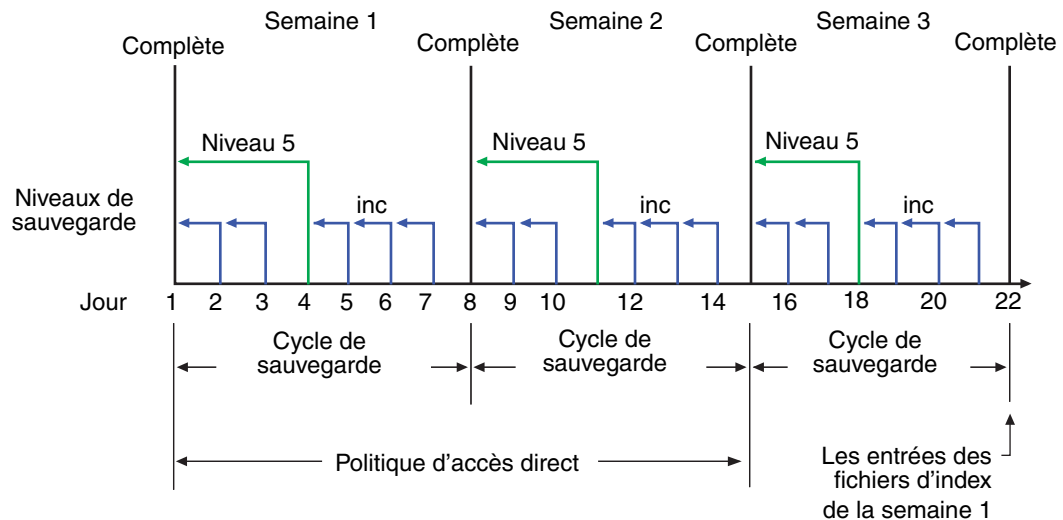 Semaine 1 Semaine 2 Semaine 3
Complète Complète Complète Complète
Niveau 5 Niveau 5 Niveau 5
Niveaux de
sauvegarde
inc inc inc
Jour 1 2 3 4 5 6 7 8 9 10 12 14 16 18 20 22
Cycle de
sauvegarde
Cycle de
sauvegarde
Cycle de
sauvegarde
Politique d'accès direct
Les entrées des
fichiers d'index
de la semaine 1